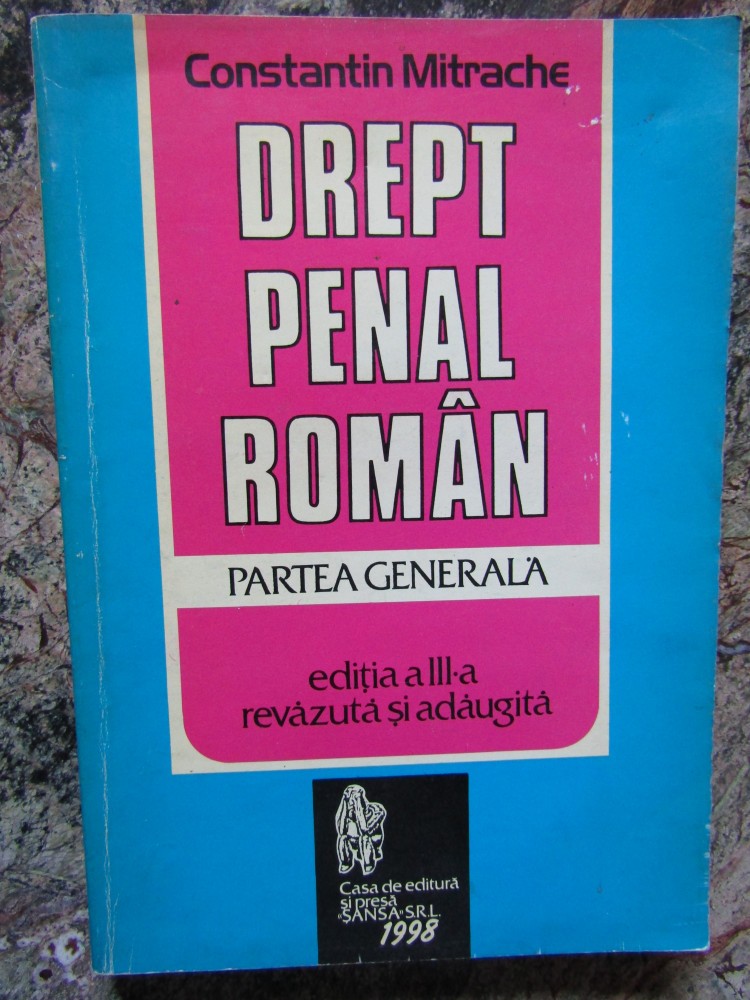 Constantin Mitrache
DREPT
PENAL
ROMÂN
PARTEA GENERALĂ
ediția a III-a
revăzută și adăugită
Casa de editură
și presă
«ȘANSA» S.R.L.
1998